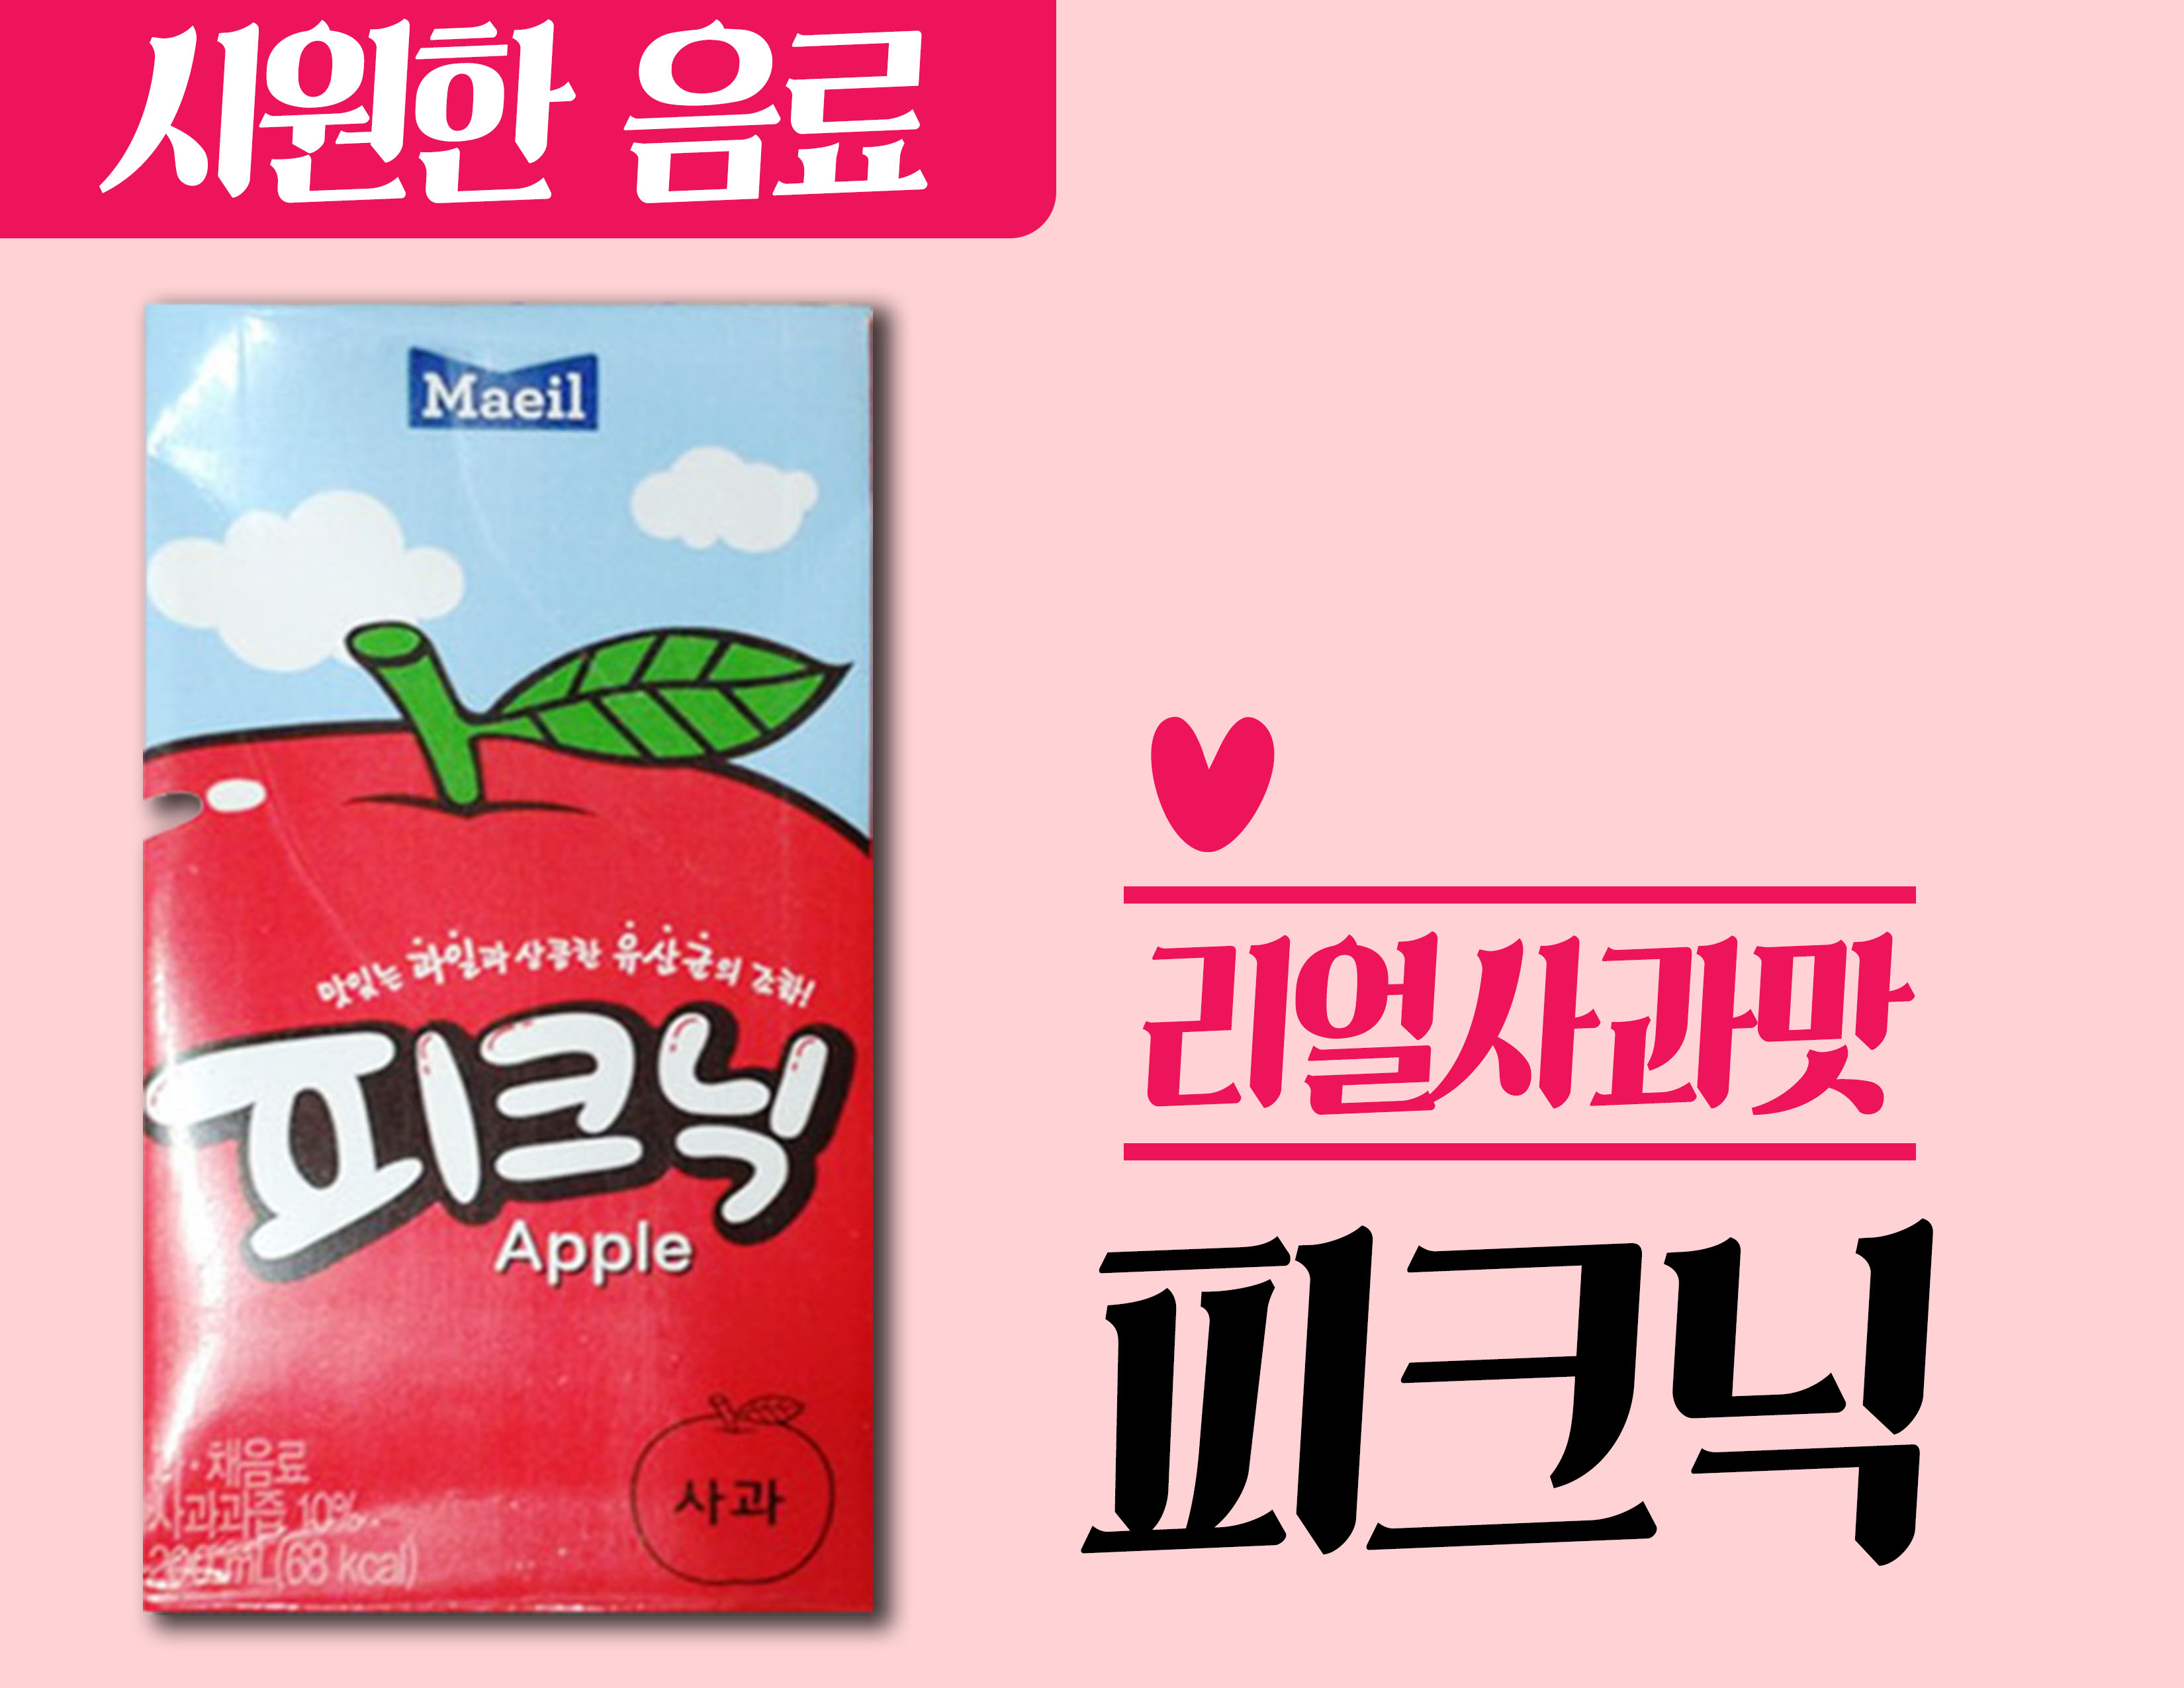 시원한 음료
Maeil
맛있는 과일과 상큼한 유산균의 조화!
피크닉
Apple
·채음료
사과과즙 10%
200 mL(68 kcal)
사과
리얼사과맛
피크닉